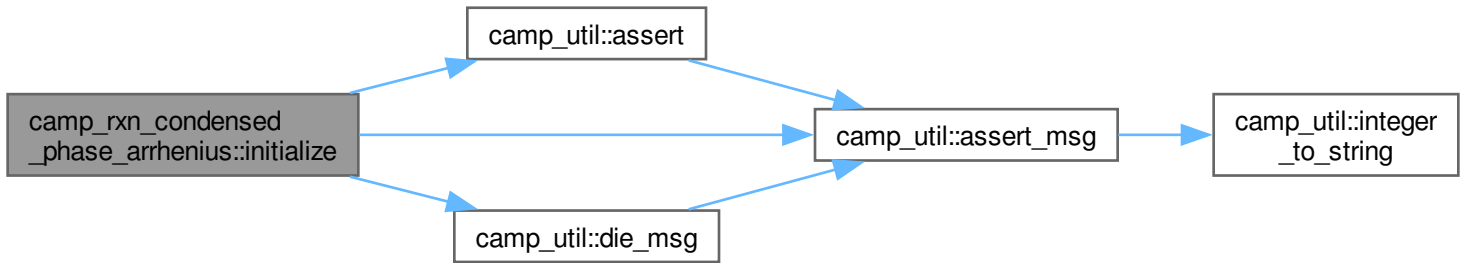 camp_util::assert
camp_rxn_condensed
_phase_arrhenius::initialize
camp_util::assert_msg
camp_util::integer
_to_string
camp_util::die_msg